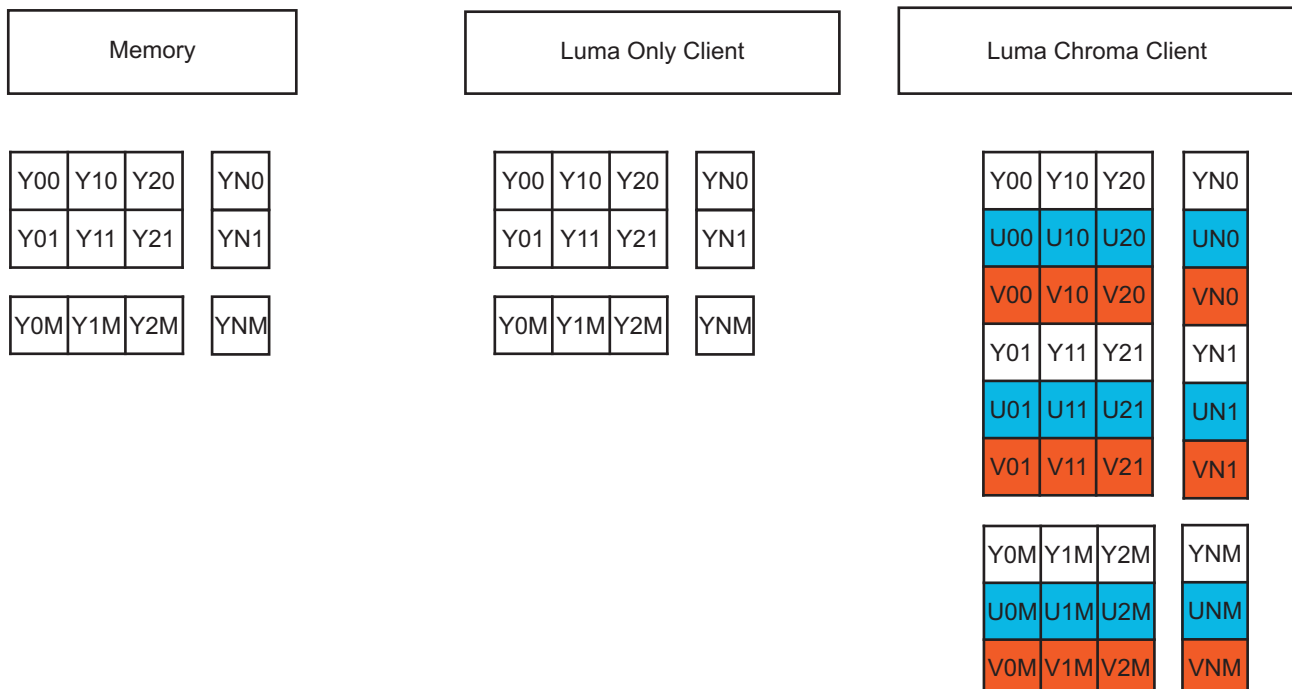 Memory Luma Only Client Luma Chroma Client
Y00 Y10 Y20 YN0 Y00 Y10 Y20 YN0 Y00 Y10 Y20 YN0
Y01 Y11 Y21 YN1 Y01 Y11 Y21 YN1 U00 U10 U20 UN0
Y0M Y1M Y2M YNM Y0M Y1M Y2M YNM V00 V10 V20 VN0
Y01 Y11 Y21 YN1
U01 U11 U21 UN1
V01 V11 V21 VN1
Y0M Y1M Y2M YNM
U0M U1M U2M UNM
V0M V1M V2M VNM